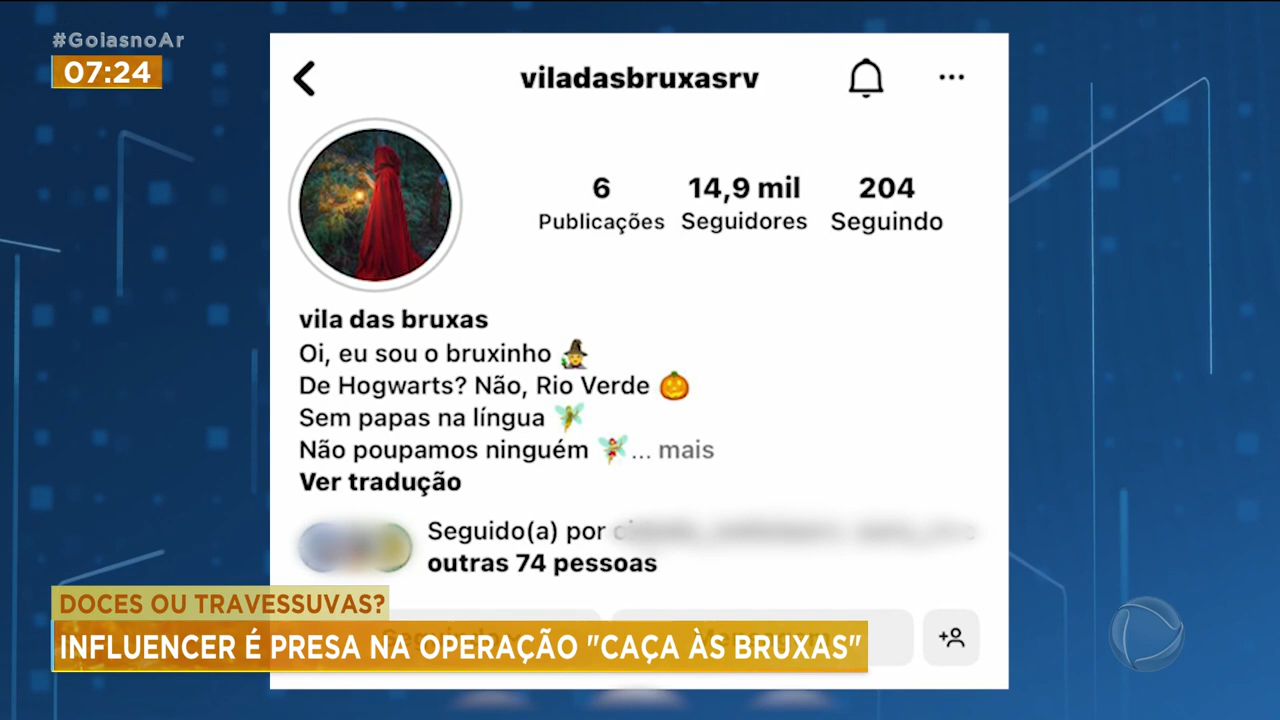 #GoiasnoAr
07:24
viladasbruxasrv
6
14,9 mil
204
Publicações
Seguidores
Seguindo
vila das bruxas
Oi, eu sou o bruxinho
De Hogwarts? Não, Rio Verde
Sem papas na língua
Não poupamos ninguém ... mais
Ver tradução
Seguido(a) por
outras 74 pessoas
DOCES OU TRAVESSUVAS?
INFLUENCER É PRESA NA OPERAÇÃO "CAÇA ÀS BRUXAS"